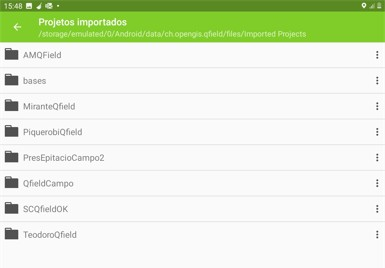 15:48
Projetos importados
/storage/emulated/0/Android/data/ch.opengis.qfield/files/Imported Projects
AMQField
bases
MiranteQfield
PiquerobiQfield
PresEpitacioCampo2
QfieldCampo
SCQfieldOK
TeodoroQfield